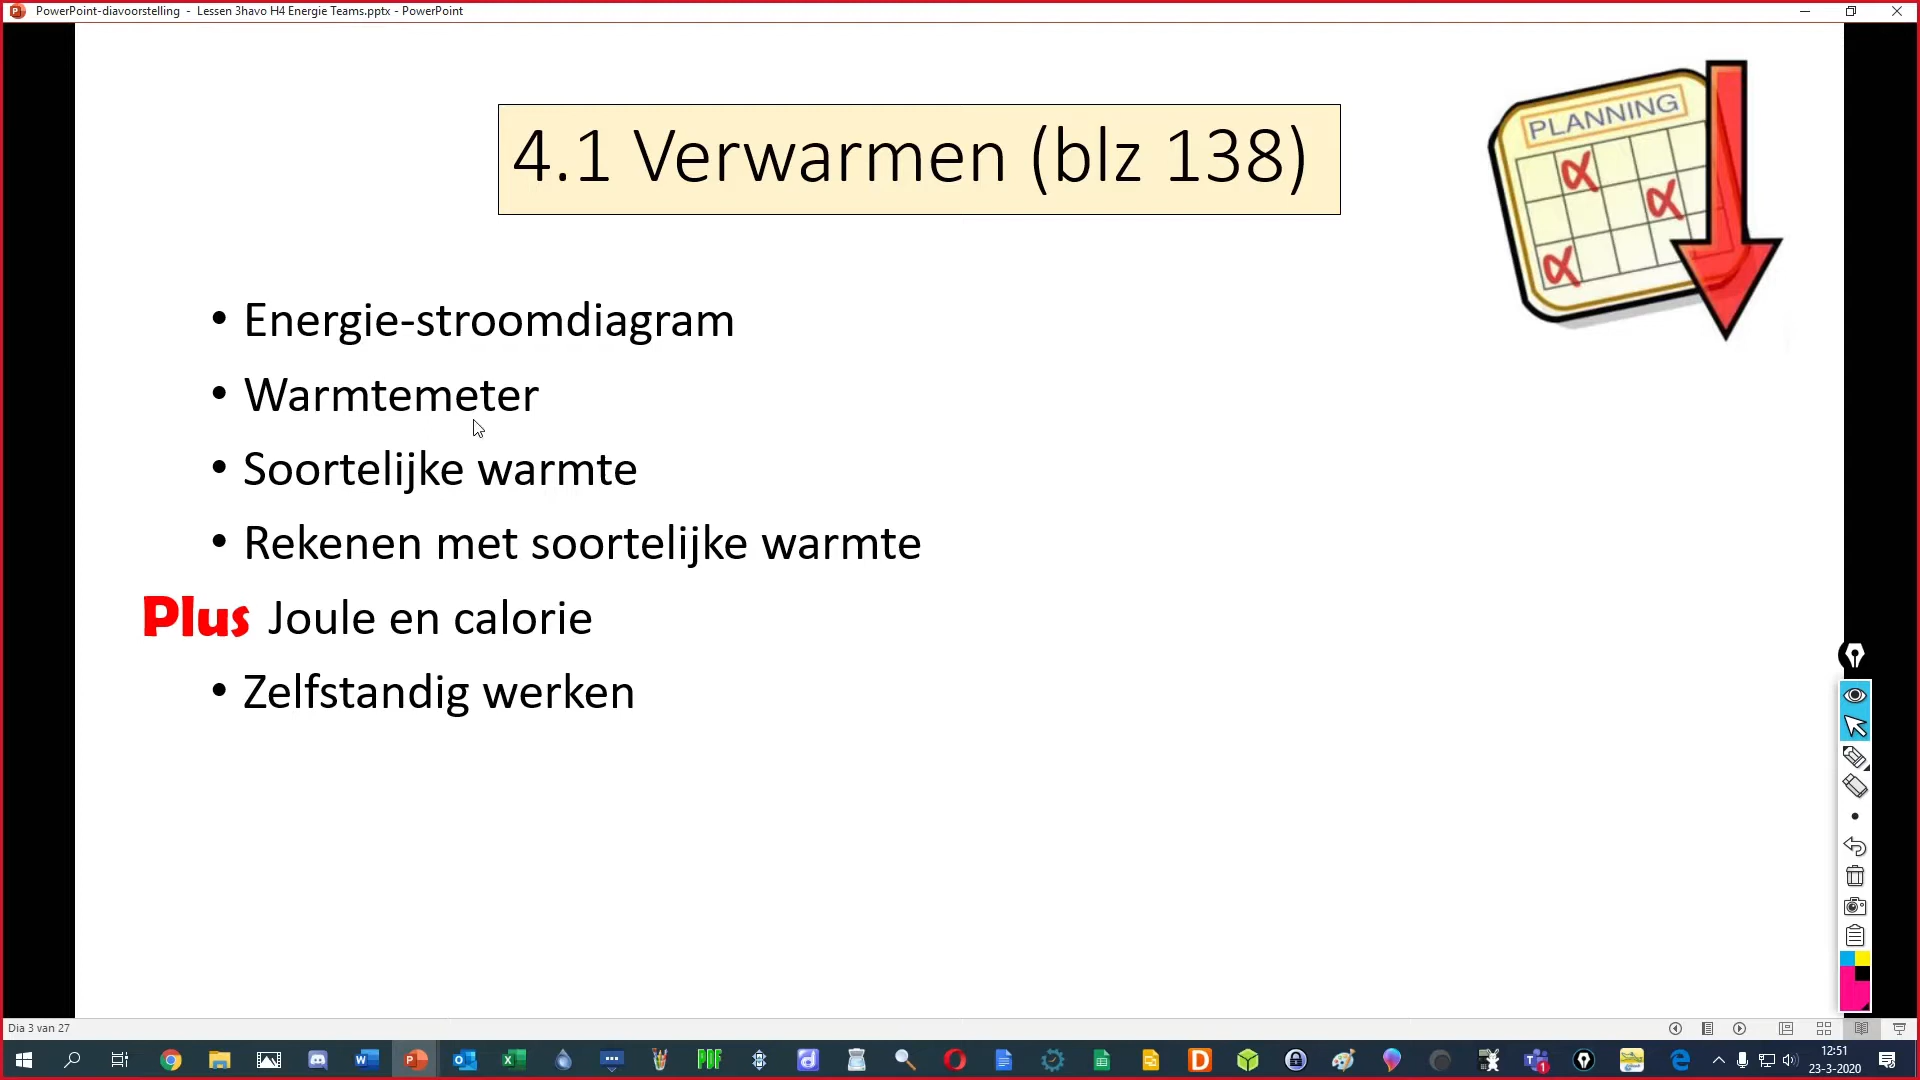 PowerPoint-diavoorstelling - Lessen 3havo H4 Energie Teams.pptx - PowerPoint
4.1 Verwarmen (blz 138)
PLANNING
• Energie-stroomdiagram
• Warmtemeter
• Soortelijke warmte
• Rekenen met soortelijke warmte
Plus Joule en calorie
• Zelfstandig werken
Dia 3 van 27
PDF
12:51
23-3-2020